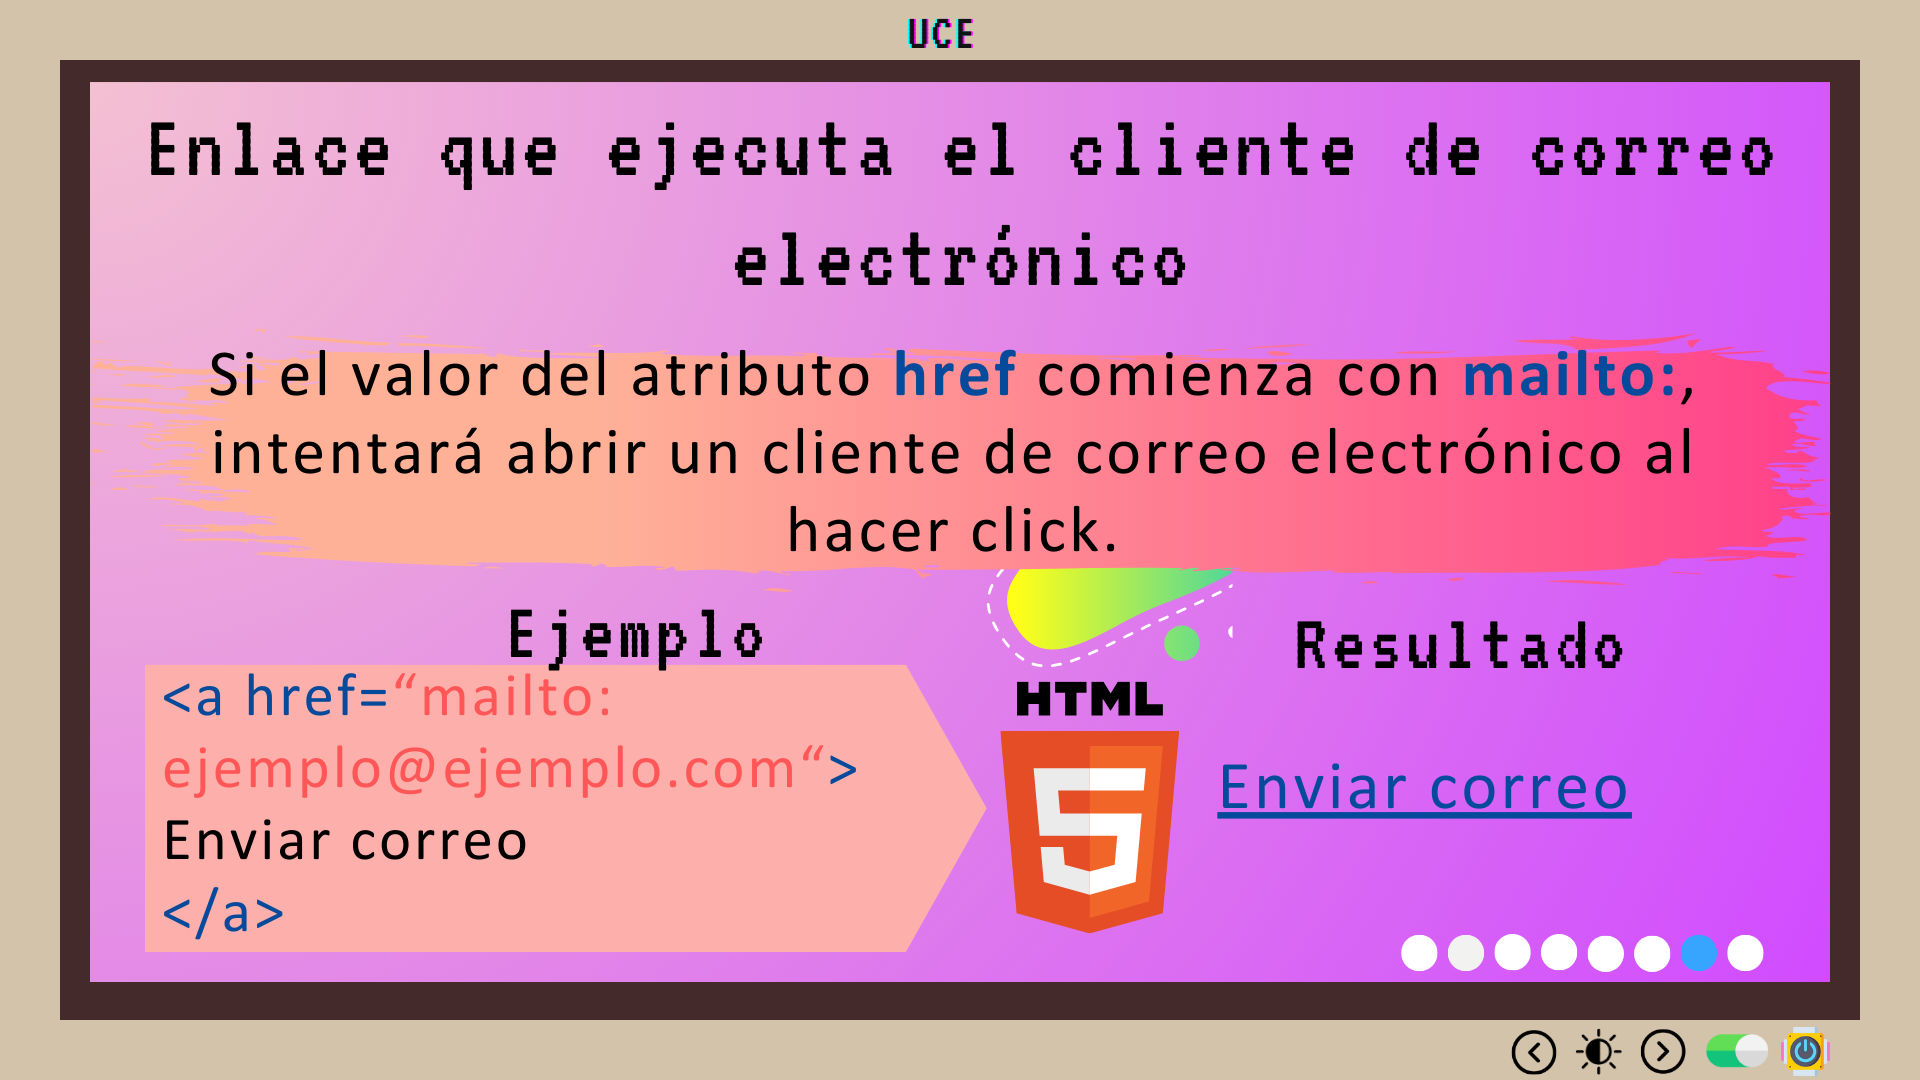 UCE
Enlace que ejecuta el cliente de correo
electrónico
Si el valor del atributo href comienza con mailto:,
intentará abrir un cliente de correo electrónico al
hacer click.
Ejemplo
<a href=“mailto:
ejemplo@ejemplo.com“>
Enviar correo
</a>
HTML
5
Resultado
Enviar correo